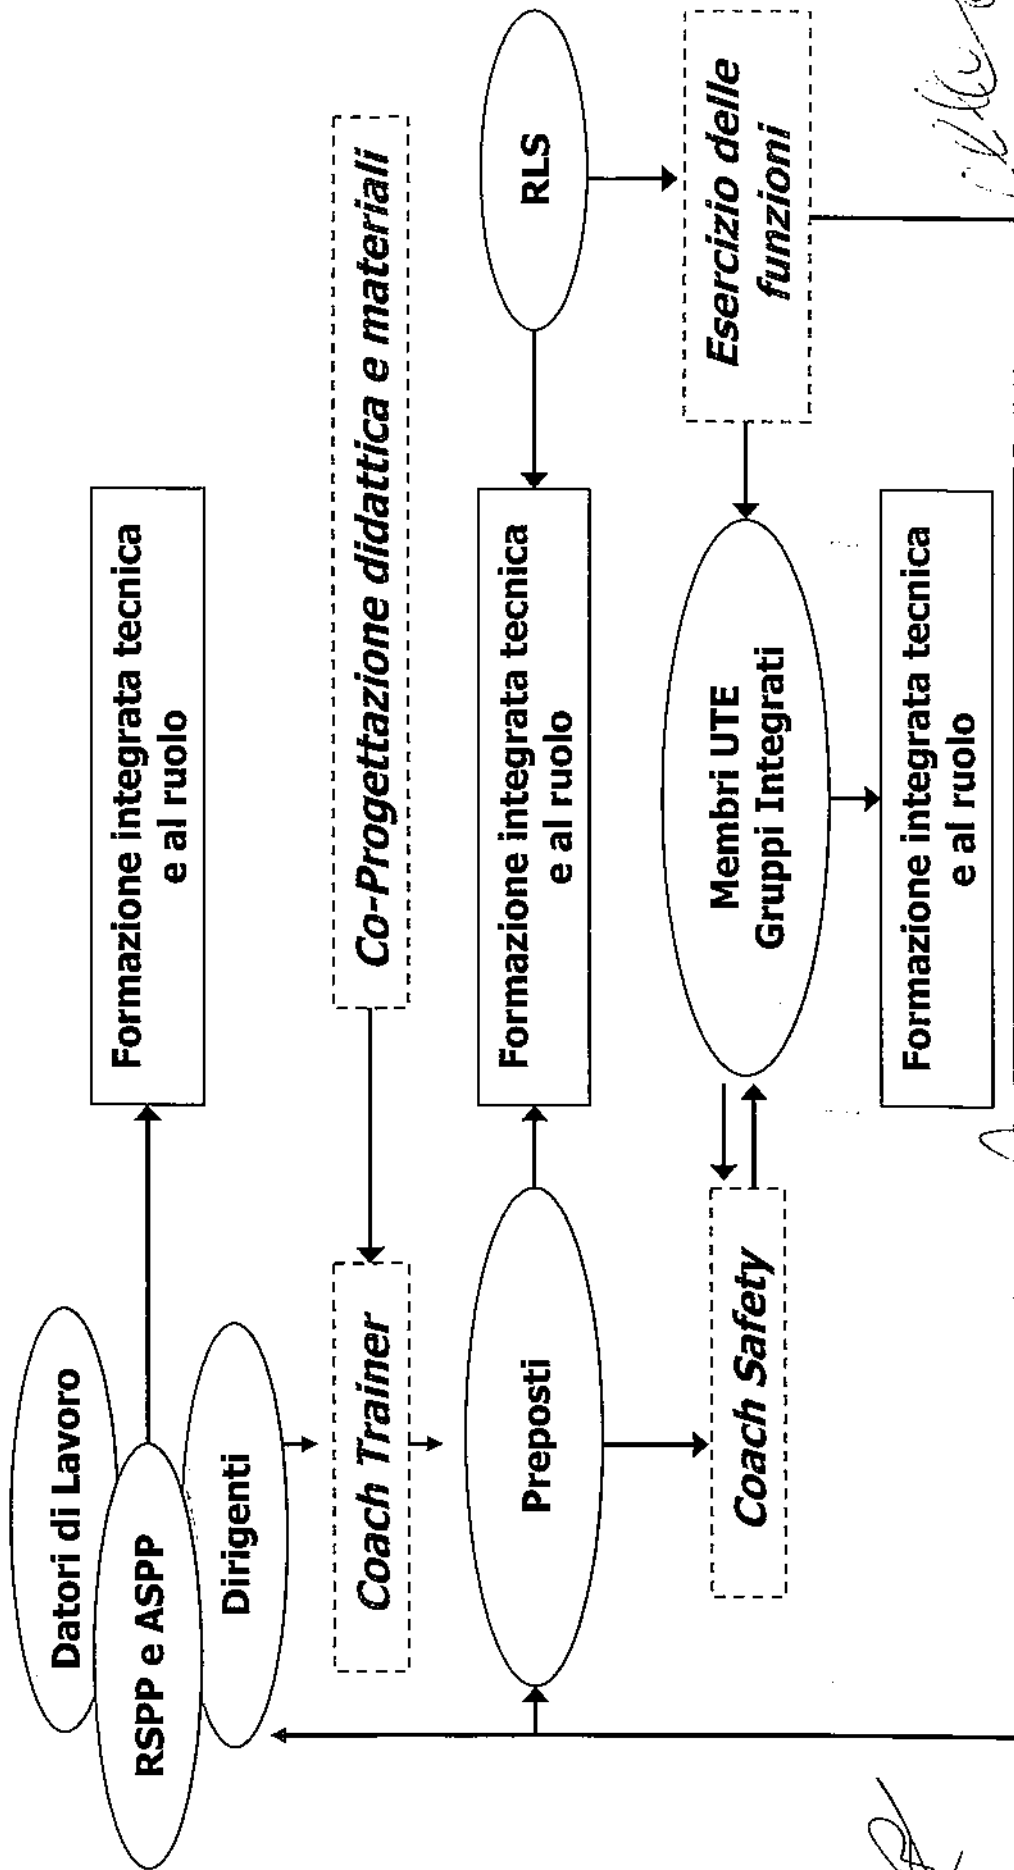 Datori di Lavoro
RSPP e ASPP
Dirigenti
Formazione integrata tecnica
e al ruolo
Coach Trainer
Co-Progettazione didattica e materiali
Preposti
Formazione integrata tecnica
e al ruolo
RLS
Coach Safety
Membri UTE
Gruppi Integrati
Esercizio delle
funzioni
Formazione integrata tecnica
e al ruolo